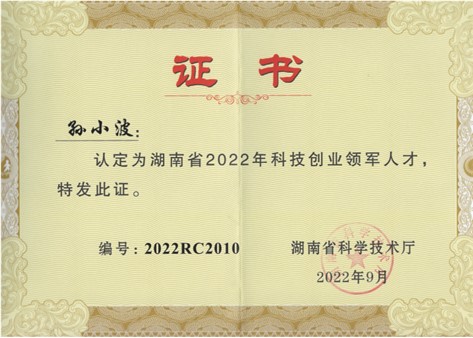 证 书
孙小波：
认定为湖南省2022年科技创业领军人才，
特发此证。
编号：2022RC2010
湖南省科学技术厅
2022年9月